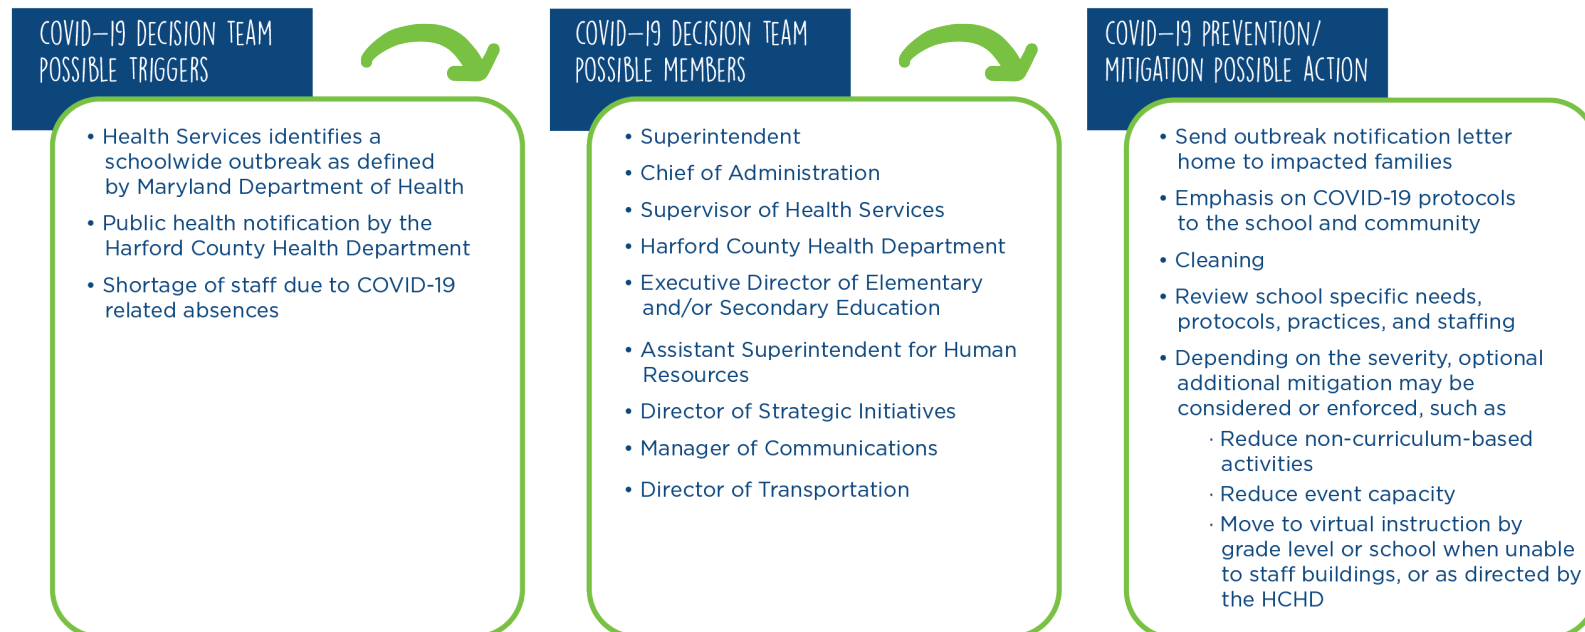 COVID-19 DECISION TEAM
POSSIBLE TRIGGERS
• Health Services identifies a
schoolwide outbreak as defined
by Maryland Department of Health
• Public health notification by the
Harford County Health Department
• Shortage of staff due to COVID-19
related absences
COVID-19 DECISION TEAM
POSSIBLE MEMBERS
• Superintendent
• Chief of Administration
• Supervisor of Health Services
• Harford County Health Department
• Executive Director of Elementary
and/or Secondary Education
• Assistant Superintendent for Human
Resources
• Director of Strategic Initiatives
• Manager of Communications
• Director of Transportation
COVID-19 PREVENTION/
MITIGATION POSSIBLE ACTION
• Send outbreak notification letter
home to impacted families
• Emphasis on COVID-19 protocols
to the school and community
• Cleaning
• Review school specific needs,
protocols, practices, and staffing
• Depending on the severity, optional
additional mitigation may be
considered or enforced, such as
· Reduce non-curriculum-based
activities
· Reduce event capacity
· Move to virtual instruction by
grade level or school when unable
to staff buildings, or as directed by
the HCHD